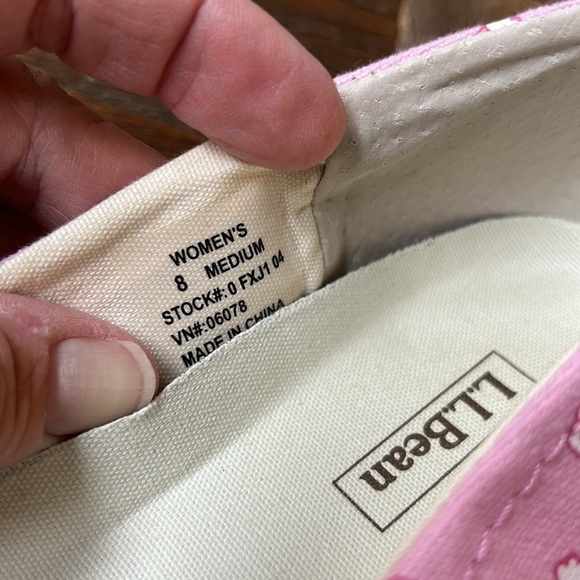 WOMEN'S
8 MEDIUM
STOCK#: 0 FXJ1 04
VN#:06078
MADE IN CHINA
L.L.Bean